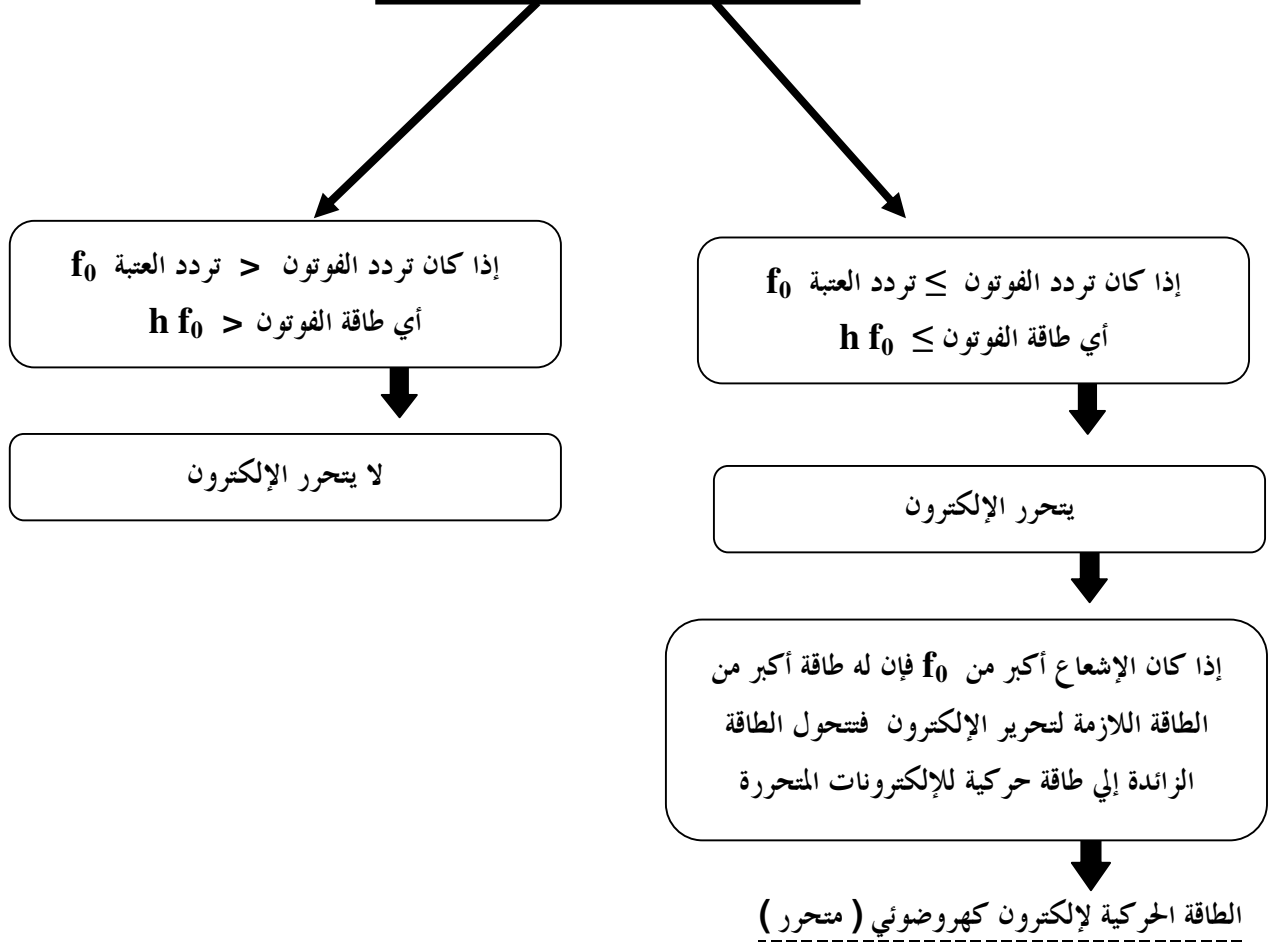 إذا كان تردد الفوتون ≥ تردد العتبة f₀
أي طاقة الفوتون ≥ h f₀
يتحرر الإلكترون
إذا كان الإشعاع أكبر من f₀ فإن له طاقة أكبر من
الطاقة اللازمة لتحرير الإلكترون فتتحول الطاقة
الزائدة إلي طاقة حركية للإلكترونات المتحررة
الطاقة الحركية لإلكترون كهروضوئي ( متحرر )
إذا كان تردد الفوتون < تردد العتبة f₀
أي طاقة الفوتون < h f₀
لا يتحرر الإلكترون